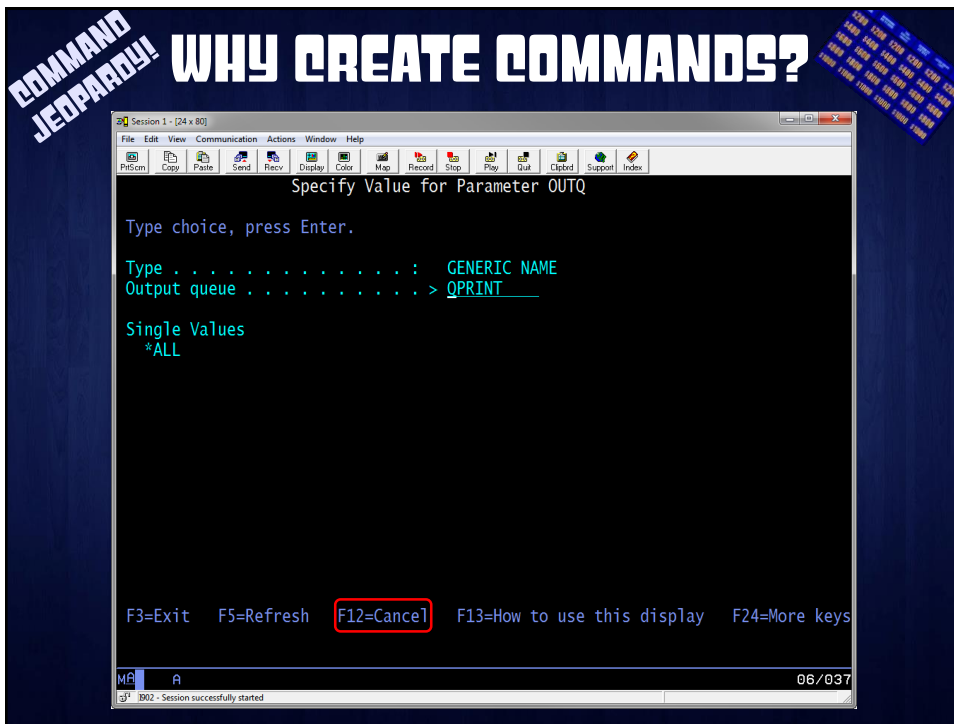 COMMAND
JEOPARDY!
WHY CREATE COMMANDS?
Session 1 - [24 x 80]
File Edit View Communication Actions Window Help
PrtScrn Copy Paste Send Recv Display Color Map Record Stop Play Quit Clipbrd Support Index
Specify Value for Parameter OUTQ
Type choice, press Enter.
Type . . . . . . . . . . . . . . : GENERIC NAME
Output queue . . . . . . . . . . > QPRINT
Single Values
*ALL
F3=Exit F5=Refresh F12=Cancel F13=How to use this display F24=More keys
MA A 06/037
I902 - Session successfully started